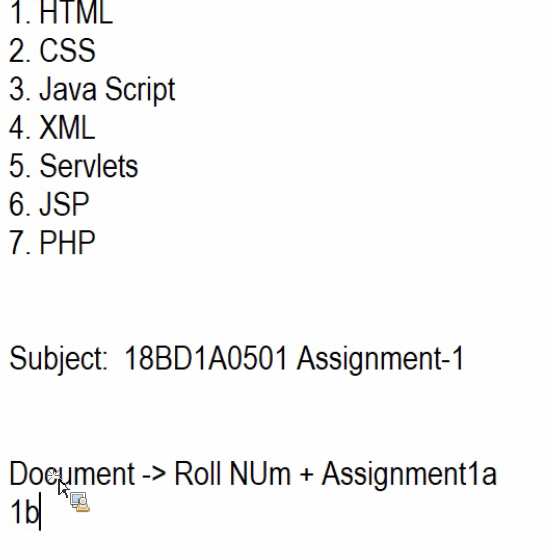 1. HTML
2. CSS
3. Java Script
4. XML
5. Servlets
6. JSP
7. PHP
Subject: 18BD1A0501 Assignment-1
Document -> Roll NUm + Assignment1a
1b